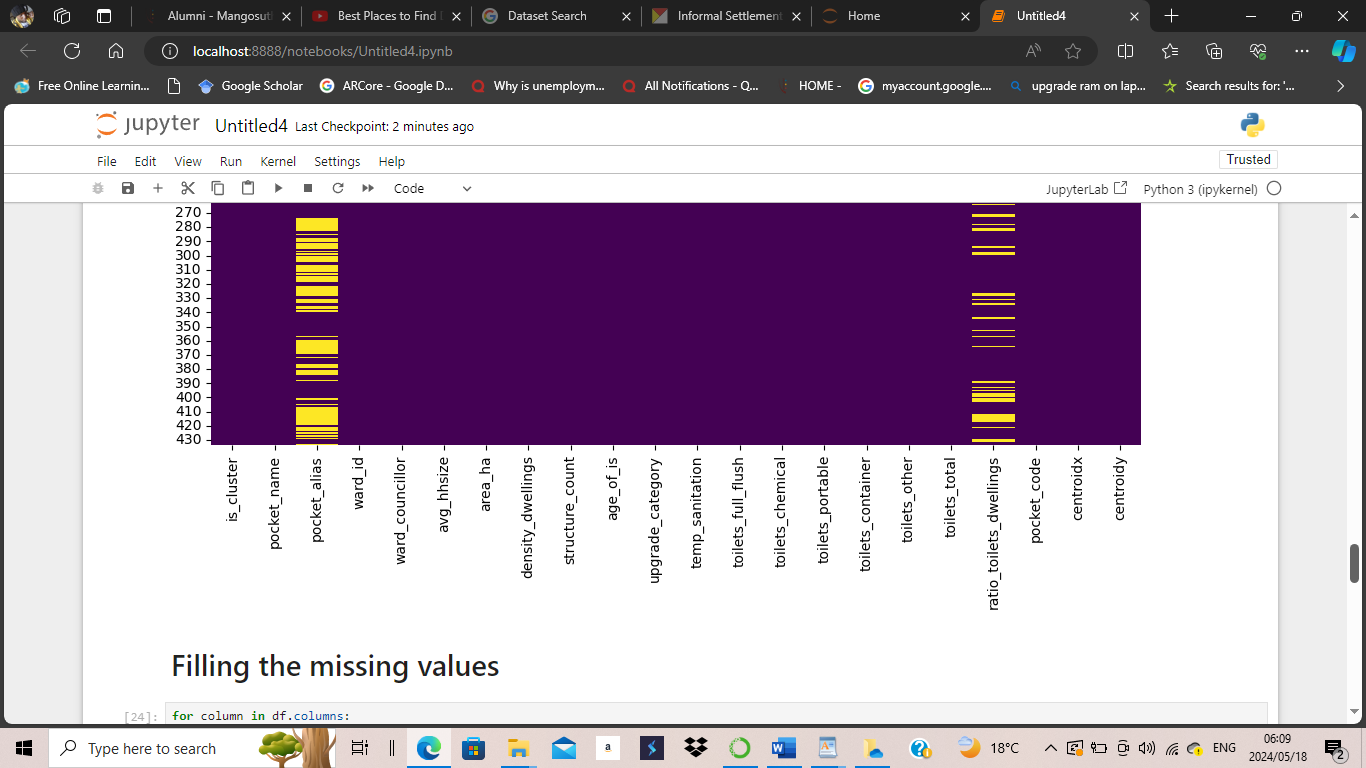 Alumni - Mangosut
Best Places to Find
Dataset Search
Informal Settlement
Home
Untitled4
localhost:8888/notebooks/Untitled4.ipynb
Free Online Learnin...
Google Scholar
ARCore - Google D...
Why is unemploym...
All Notifications - Q...
HOME -
myaccount.google....
upgrade ram on lap...
Search results for: '...
jupyter Untitled4 Last Checkpoint: 2 minutes ago
File Edit View Run Kernel Settings Help
Trusted
Code
JupyterLab
Python 3 (ipykernel)
270
280
290
300
310
320
330
340
350
360
370
380
390
400
410
420
430
is_cluster
pocket_name
pocket_alias
ward_id
ward_councillor
avg_hhsize
area_ha
density_dwellings
structure_count
age_of_is
upgrade_category
temp_sanitation
toilets_full_flush
toilets_chemical
toilets_portable
toilets_container
toilets_other
toilets_total
ratio_toilets_dwellings
pocket_code
centroidx
centroidy
Filling the missing values
[24]: for column in df.columns:
Type here to search
a
18°C
ENG
06:09
2024/05/18
2